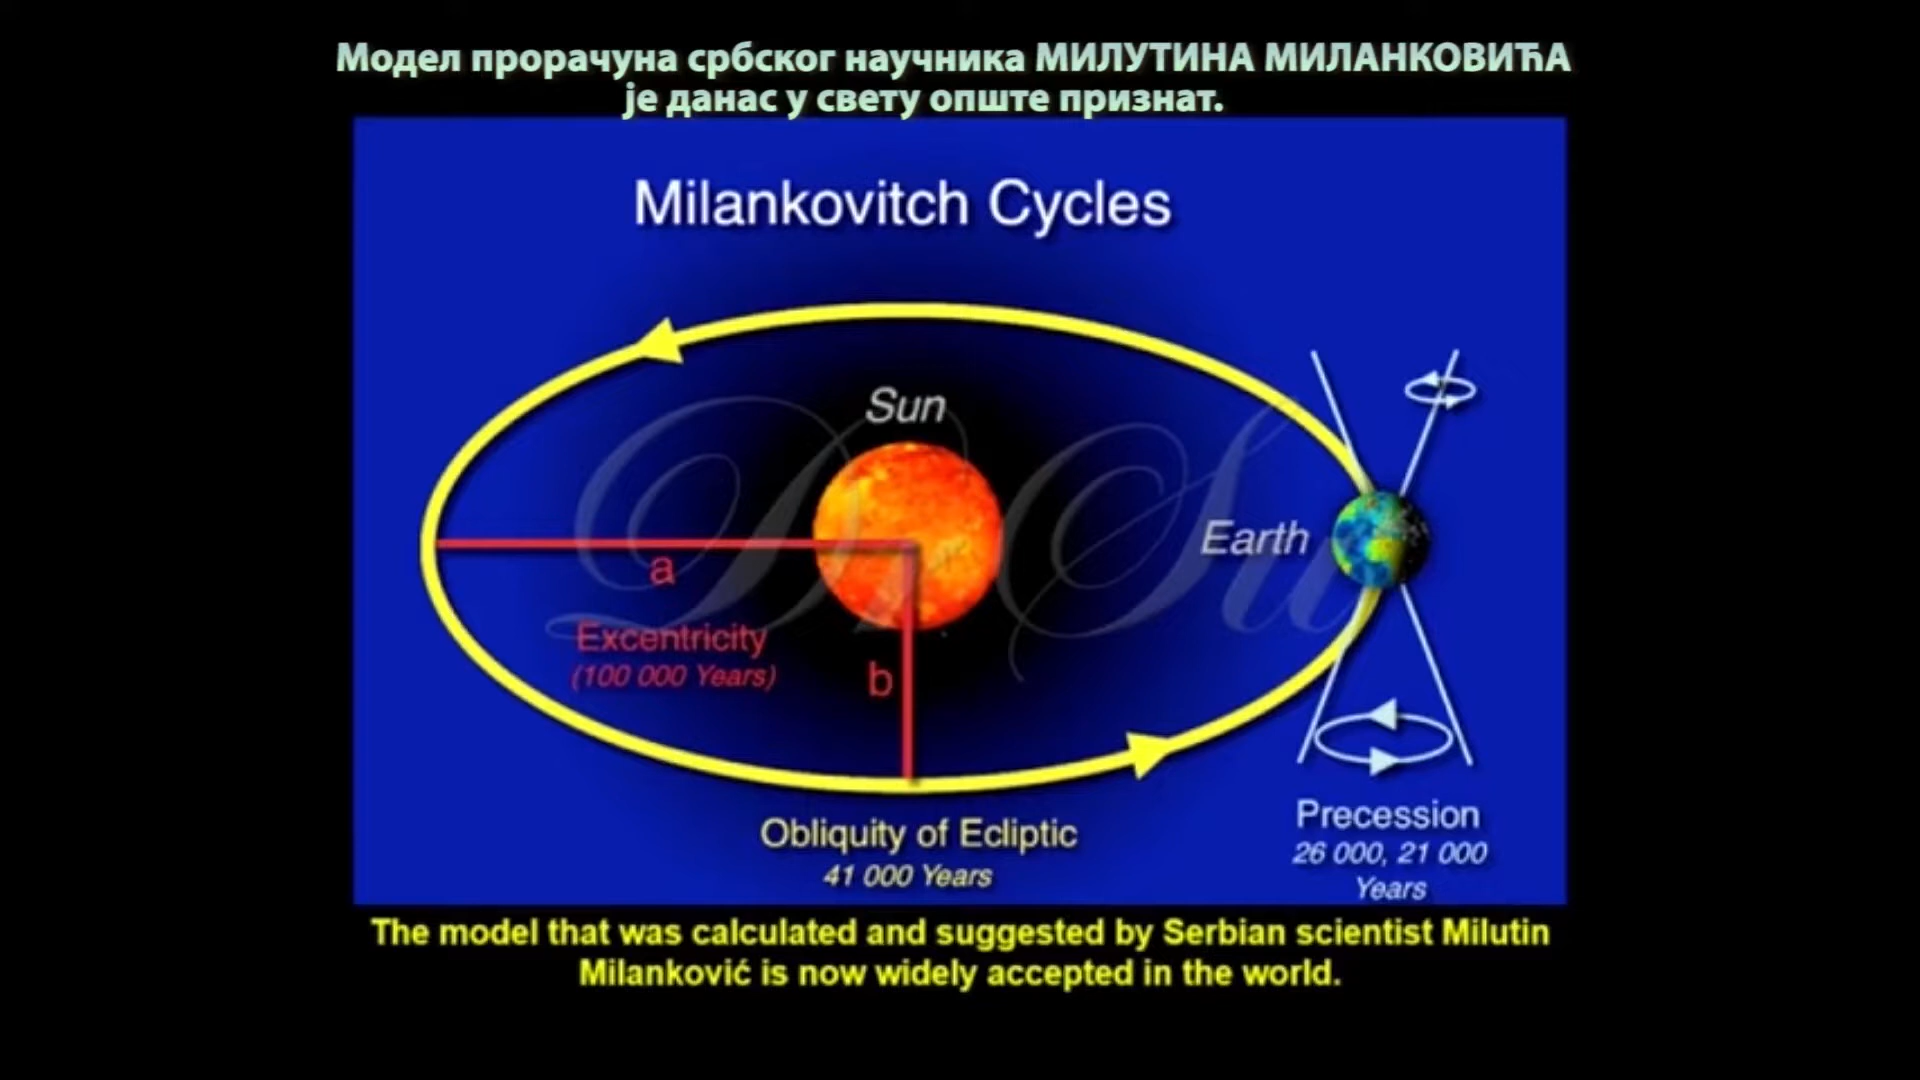 Модел прорачуна србског научника МИЛУТИНА МИЛАНКОВИЋА
је данас у свету опште признат.
Milankovitch Cycles
Sun
Earth
a
Excentricity
(100 000 Years)
b
Obliquity of Ecliptic
41 000 Years
Precession
26 000, 21 000
Years
The model that was calculated and suggested by Serbian scientist Milutin
Milanković is now widely accepted in the world.